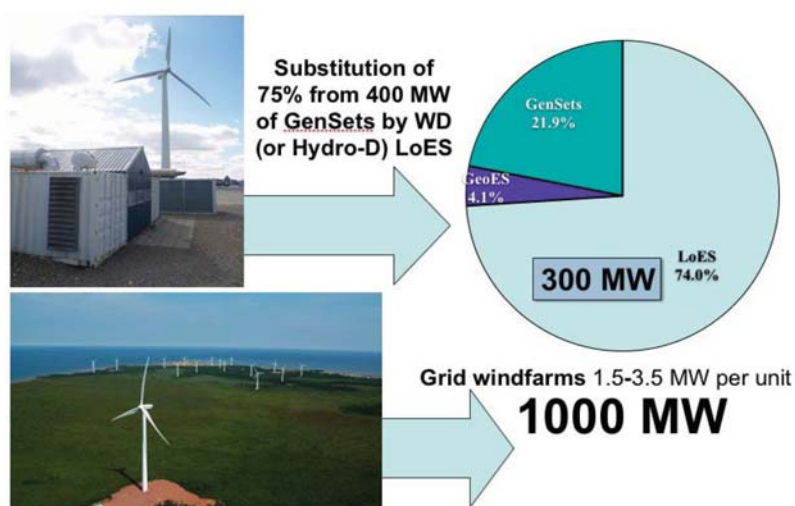 Substitution of
75% from 400 MW
of GenSets by WD
(or Hydro-D) LoES
GenSets
21.9%
GeoES
4.1%
LoES
74.0%
300 MW
Grid windfarms 1.5-3.5 MW per unit
1000 MW